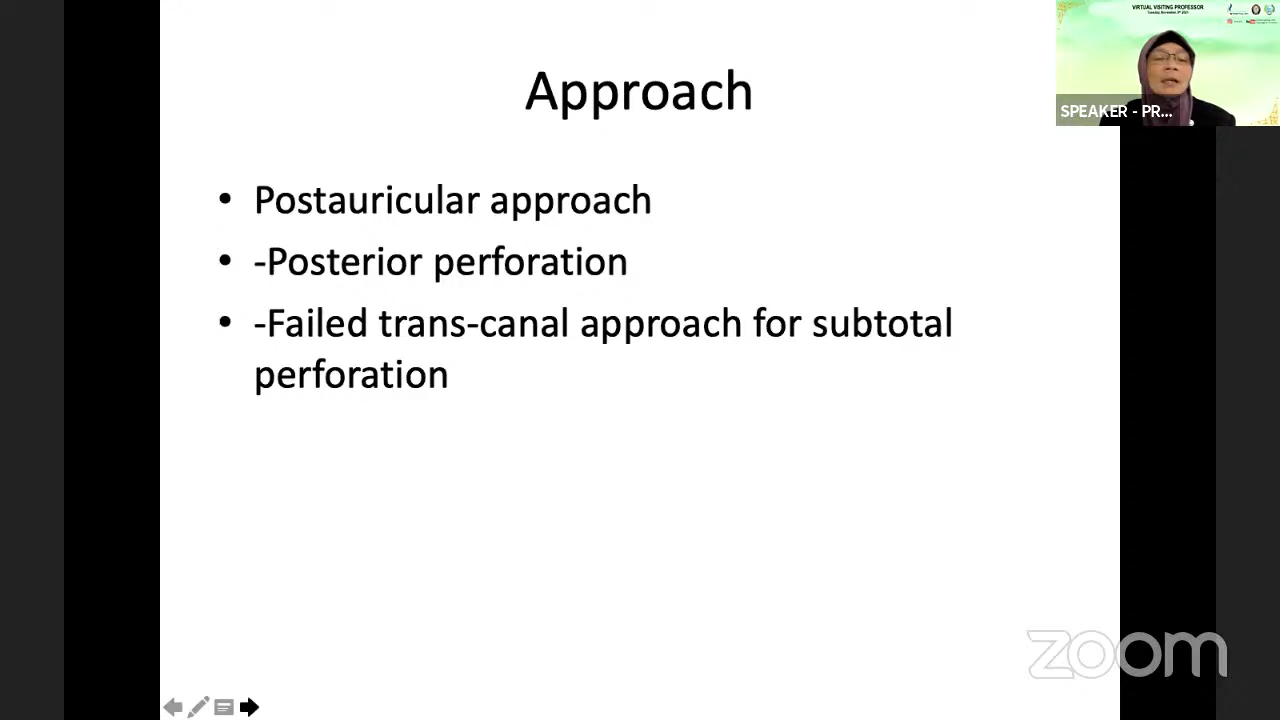 VIRTUAL VISITING PROFESSOR
SPEAKER - PR...
Approach
• Postauricular approach
• -Posterior perforation
• -Failed trans-canal approach for subtotal
perforation
zoom